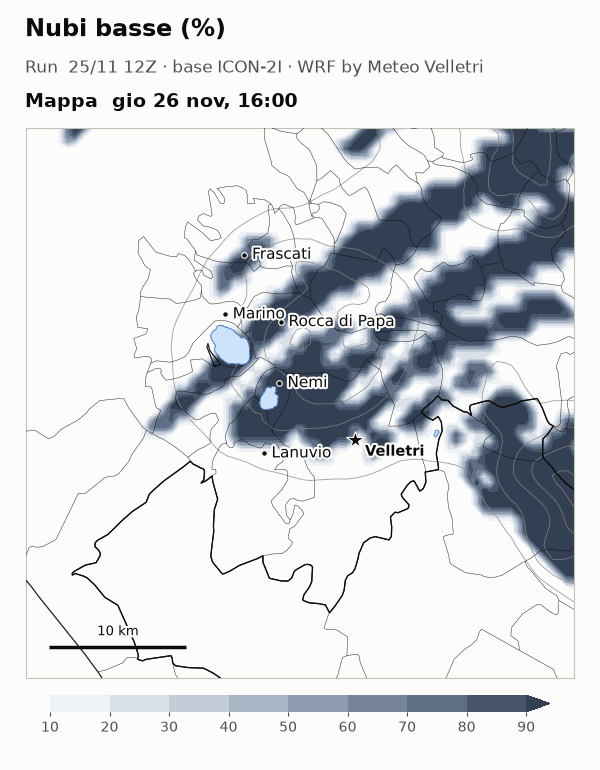 Nubi basse (%)
Run  25/11 12Z · base ICON-2I · WRF by Meteo Velletri
Mappa  gio 26 nov, 16:00
Frascati
Marino
Rocca di Papa
Nemi
Velletri
Lanuvio
10 km
10 20 30 40 50 60 70 80 90